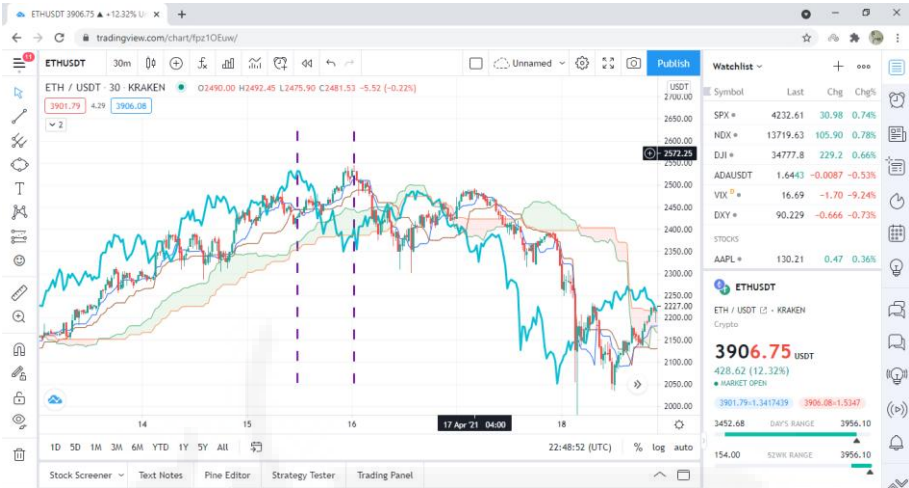 ETHUSDT 3906.75 ▲ +12.32% U
tradingview.com/chart/fpz1OEuw/
11
ETHUSDT 30m Unnamed Publish
ETH / USDT · 30 · KRAKEN O2490.00 H2492.45 L2475.90 C2481.53 -5.52 (-0.22%)
3901.79 4.29 3906.08
2
USDT
2700.00
2600.00
2572.25
2550.00
2500.00
2450.00
2400.00
2350.00
2300.00
2250.00
2227.00
2200.00
2150.00
2100.00
2050.00
2000.00
14 15 16 17 Apr '21 04:00 18
1D 5D 1M 3M 6M YTD 1Y 5Y All 22:48:52 (UTC) % log auto
Stock Screener Text Notes Pine Editor Strategy Tester Trading Panel
Watchlist
Symbol Last Chg Chg%
SPX 4232.61 30.98 0.74%
NDX 13719.63 105.90 0.78%
DJI 34777.8 229.2 0.66%
ADAUSDT 1.6443 -0.0087 -0.53%
VIX D 16.69 -1.70 -9.24%
DXY 90.229 -0.666 -0.73%
STOCKS
AAPL 130.21 0.47 0.36%
ETHUSDT
ETH / USDT · KRAKEN
Crypto
3906.75 USDT
428.62 (12.32%)
MARKET OPEN
3901.79×1.3417439 3906.08×1.5347
3452.68 DAY'S RANGE 3956.10
154.00 52WK RANGE 3956.10